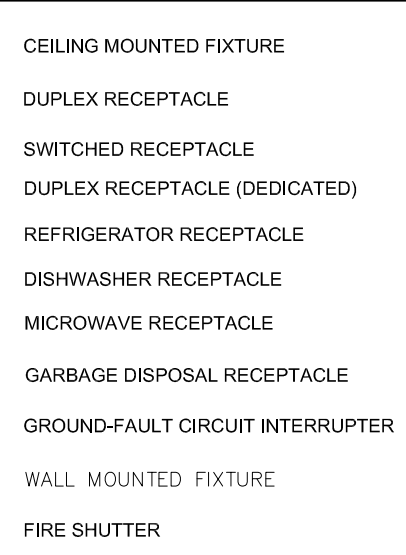 CEILING MOUNTED FIXTURE
DUPLEX RECEPTACLE
SWITCHED RECEPTACLE
DUPLEX RECEPTACLE (DEDICATED)
REFRIGERATOR RECEPTACLE
DISHWASHER RECEPTACLE
MICROWAVE RECEPTACLE
GARBAGE DISPOSAL RECEPTACLE
GROUND-FAULT CIRCUIT INTERRUPTER
WALL MOUNTED FIXTURE
FIRE SHUTTER